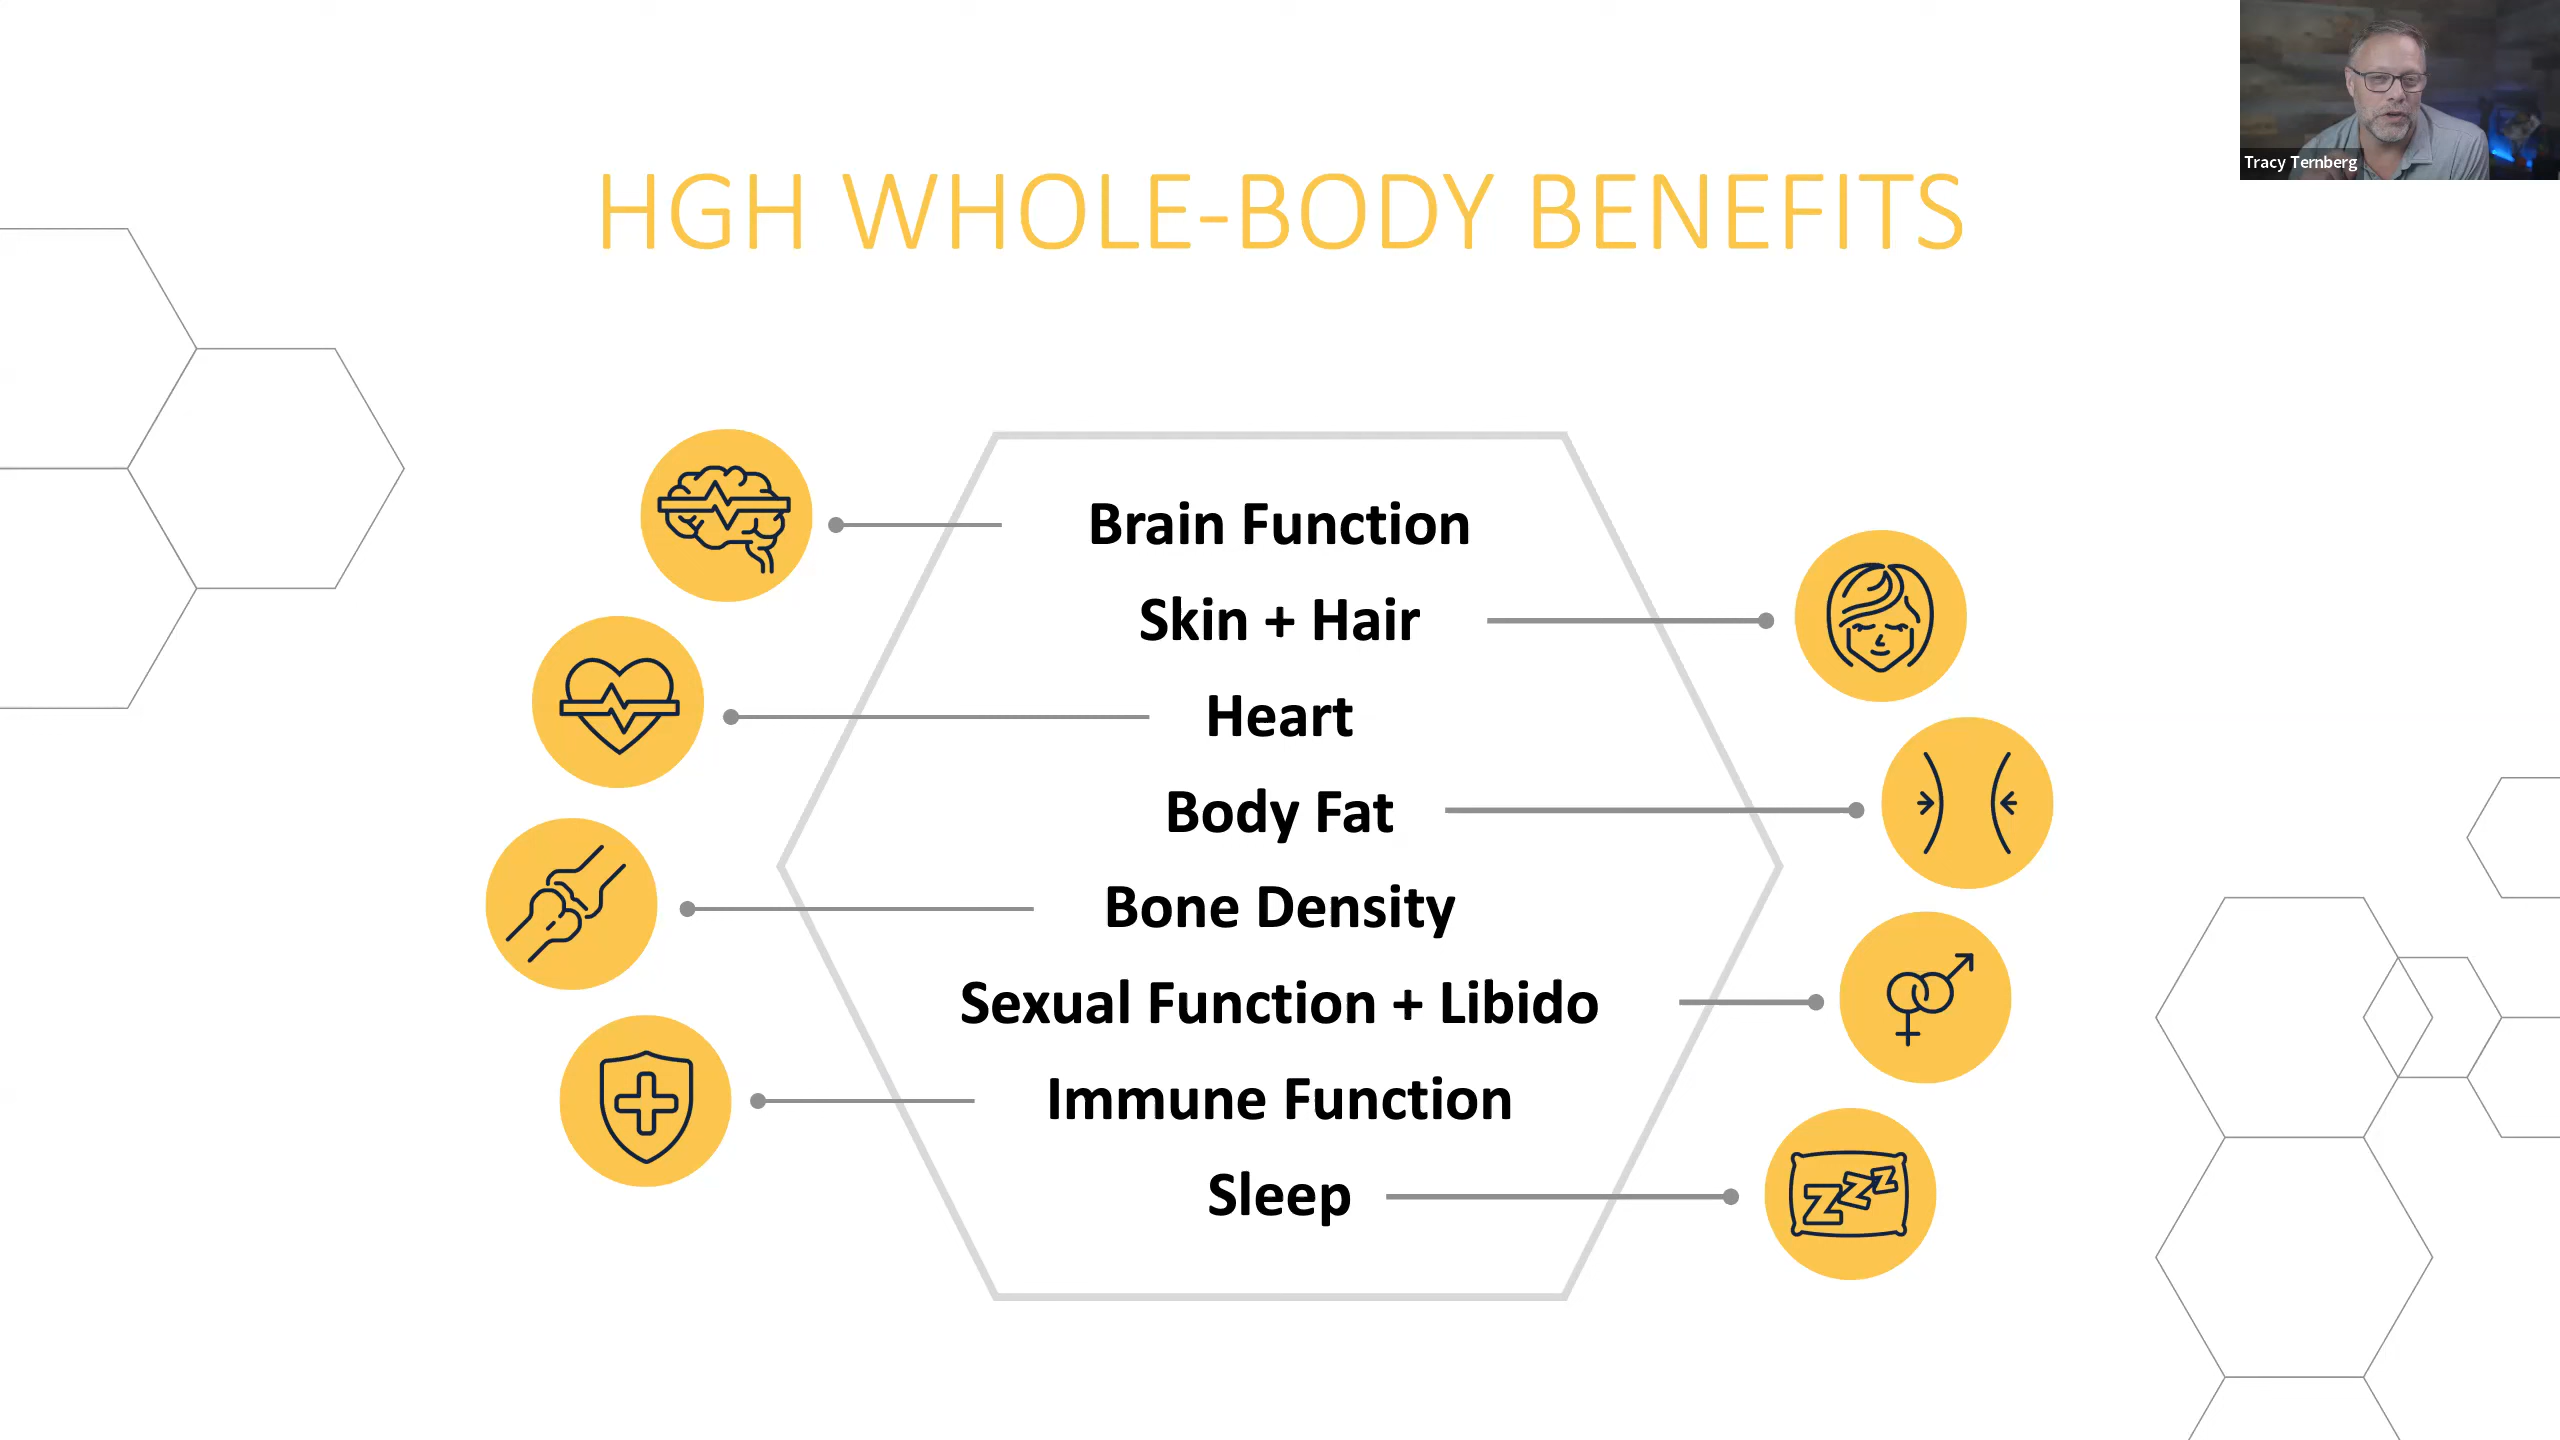 Tracy Ternberg
HGH WHOLE-BODY BENEFITS
Brain Function
Skin + Hair
Heart
Body Fat
Bone Density
Sexual Function + Libido
Immune Function
Sleep
zzz